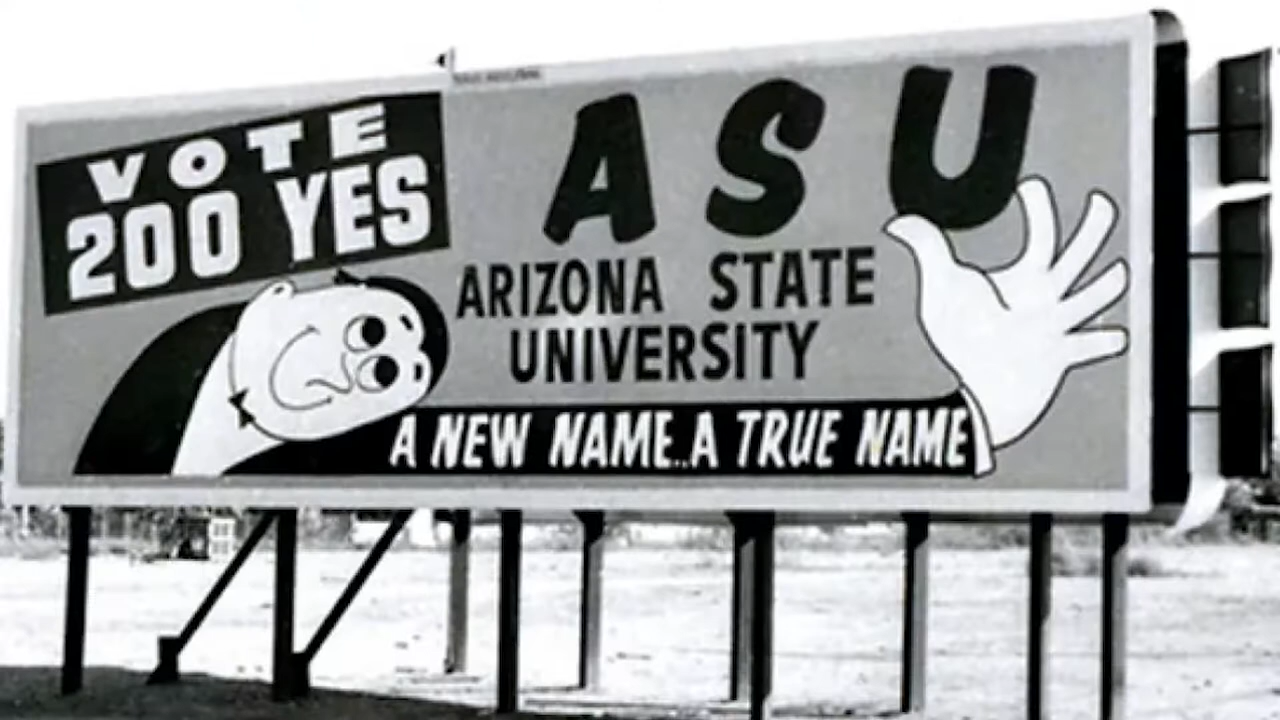 VOTE
200 YES
ASU
ARIZONA STATE
UNIVERSITY
A NEW NAME..A TRUE NAME